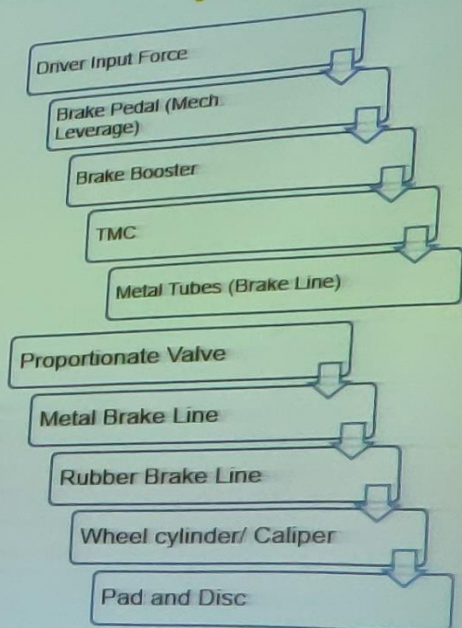 Driver Input Force
Brake Pedal (Mech.
Leverage)
Brake Booster
TMC
Metal Tubes (Brake Line)
Proportionate Valve
Metal Brake Line
Rubber Brake Line
Wheel cylinder/ Caliper
Pad and Disc